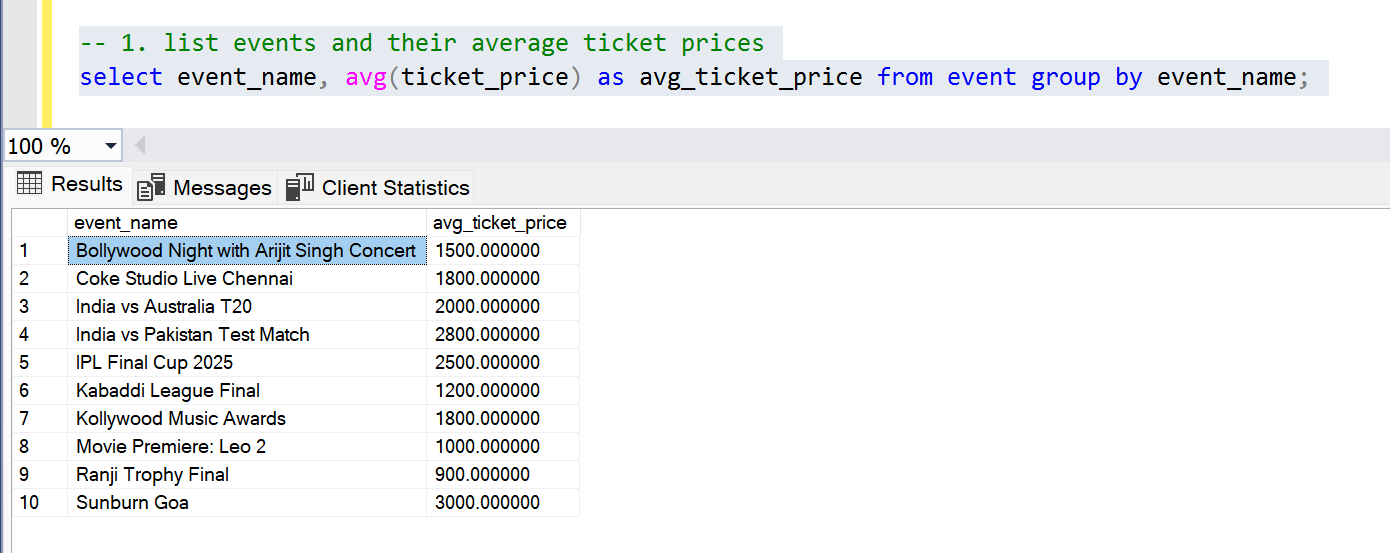 -- 1. list events and their average ticket prices
select event_name, avg(ticket_price) as avg_ticket_price from event group by event_name;
100 %
Results Messages Client Statistics
event_name avg_ticket_price
1 Bollywood Night with Arijit Singh Concert 1500.000000
2 Coke Studio Live Chennai 1800.000000
3 India vs Australia T20 2000.000000
4 India vs Pakistan Test Match 2800.000000
5 IPL Final Cup 2025 2500.000000
6 Kabaddi League Final 1200.000000
7 Kollywood Music Awards 1800.000000
8 Movie Premiere: Leo 2 1000.000000
9 Ranji Trophy Final 900.000000
10 Sunburn Goa 3000.000000